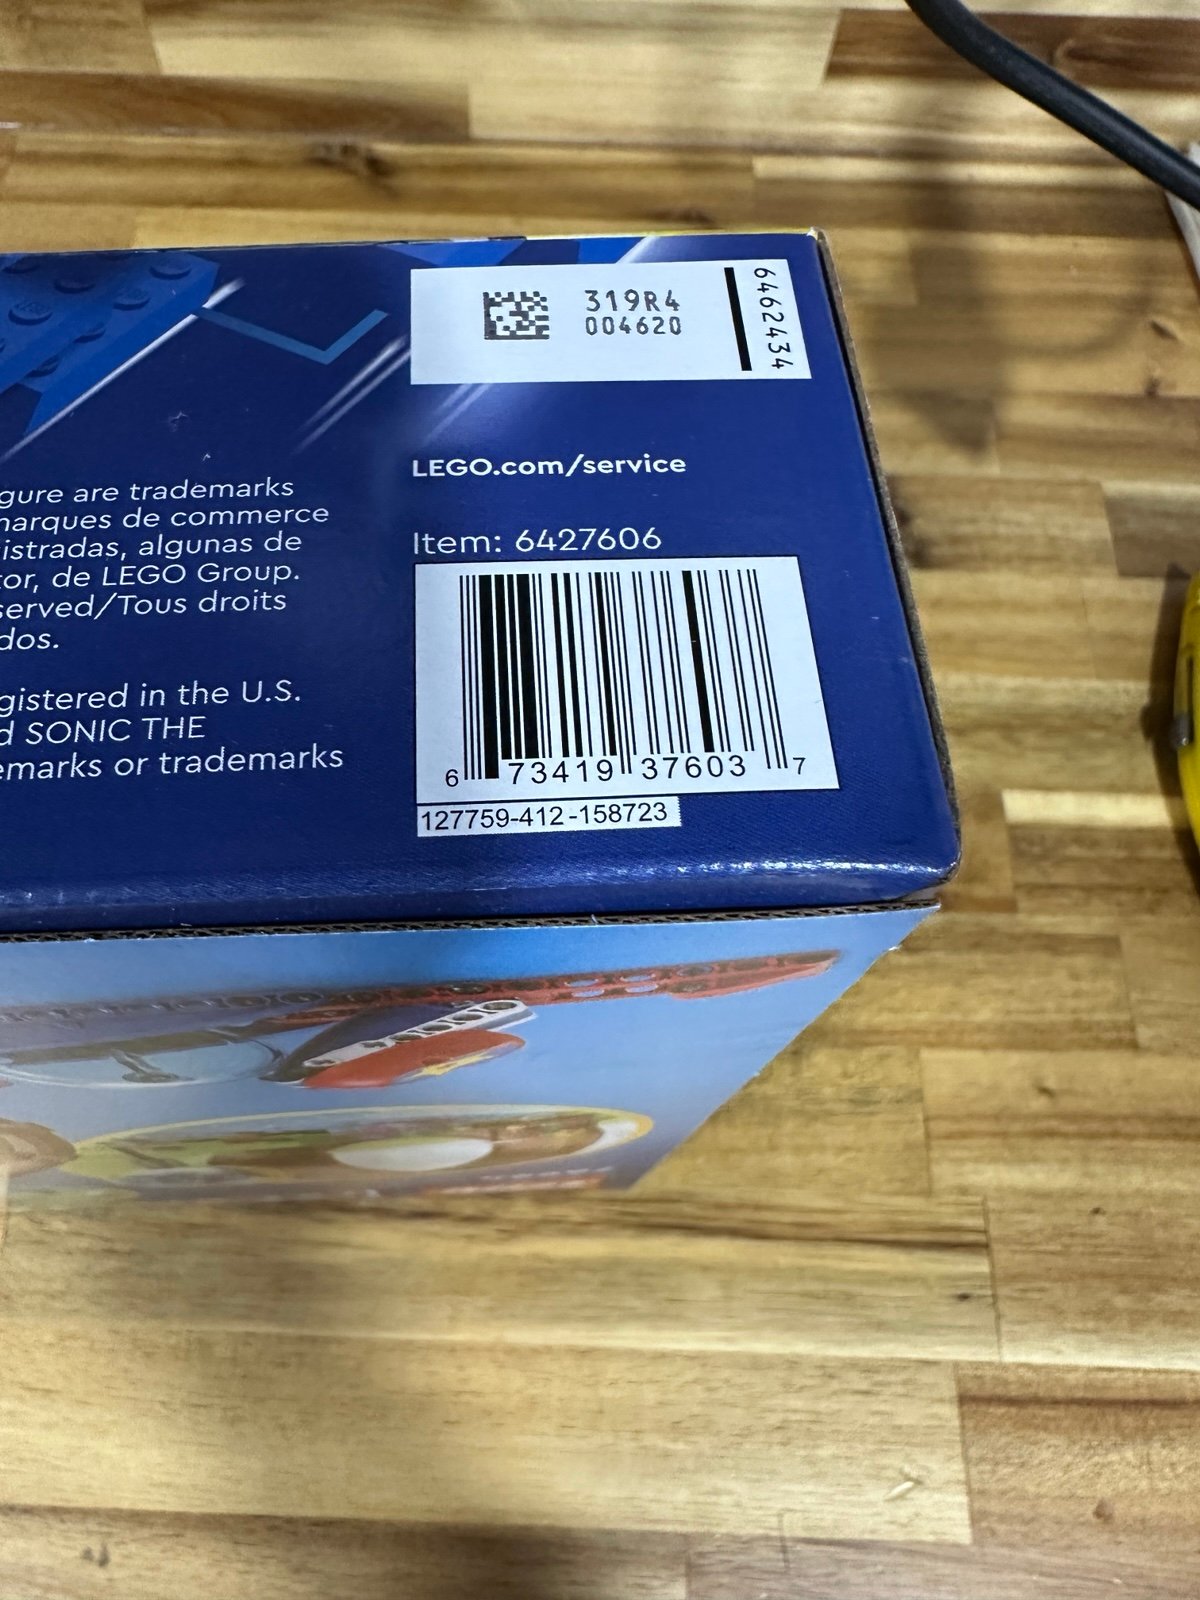 319R4
004620
6462434
LEGO.com/service
Item: 6427606
6 73419 37603 7
127759-412-158723
gure are trademarks
marques de commerce
istradas, algunas de
tor, de LEGO Group.
served/Tous droits
dos.
gistered in the U.S.
d SONIC THE
emarks or trademarks